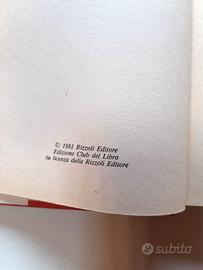 © 1981 Rizzoli Editore
Edizione Club del Libro
su licenza della Rizzoli Editore
subito